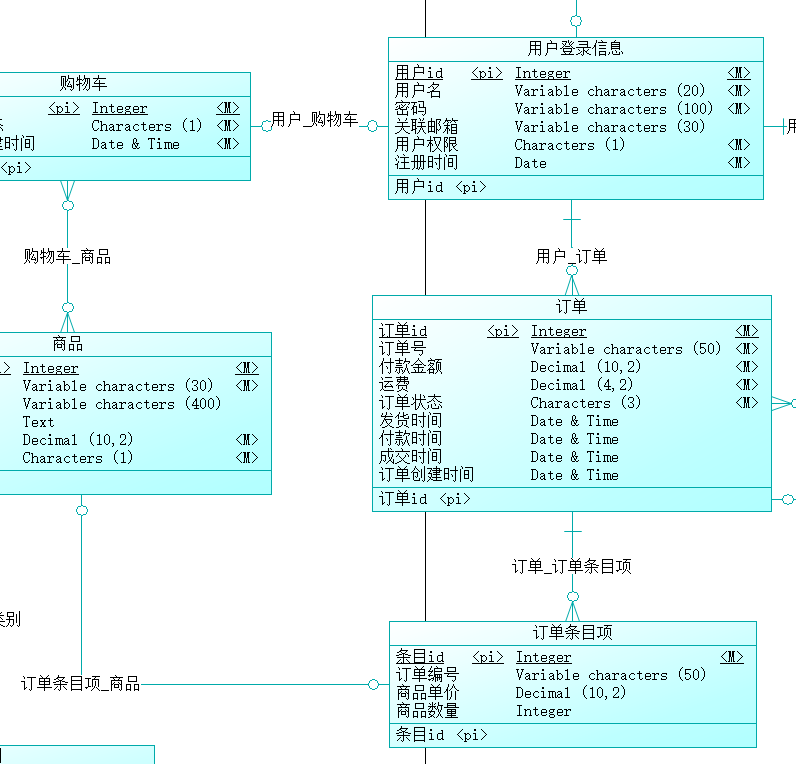 用户登录信息
用户id <pi> Integer <M>
用户名 Variable characters (20) <M>
密码 Variable characters (100) <M>
关联邮箱 Variable characters (30)
用户权限 Characters (1) <M>
注册时间 Date <M>
用户id <pi>
购物车
<pi> Integer <M>
Characters (1) <M>
时间 Date & Time <M>
<pi>
用户_购物车
购物车_商品
用户_订单
商品
Integer <M>
Variable characters (30) <M>
Variable characters (400)
Text
Decimal (10,2) <M>
Characters (1) <M>
订单
订单id <pi> Integer <M>
订单号 Variable characters (50) <M>
付款金额 Decimal (10,2) <M>
运费 Decimal (4,2) <M>
订单状态 Characters (3) <M>
发货时间 Date & Time
付款时间 Date & Time
成交时间 Date & Time
订单创建时间 Date & Time
订单id <pi>
订单_订单条目项
别
订单条目项_商品
订单条目项
条目id <pi> Integer <M>
订单编号 Variable characters (50)
商品单价 Decimal (10,2)
商品数量 Integer
条目id <pi>